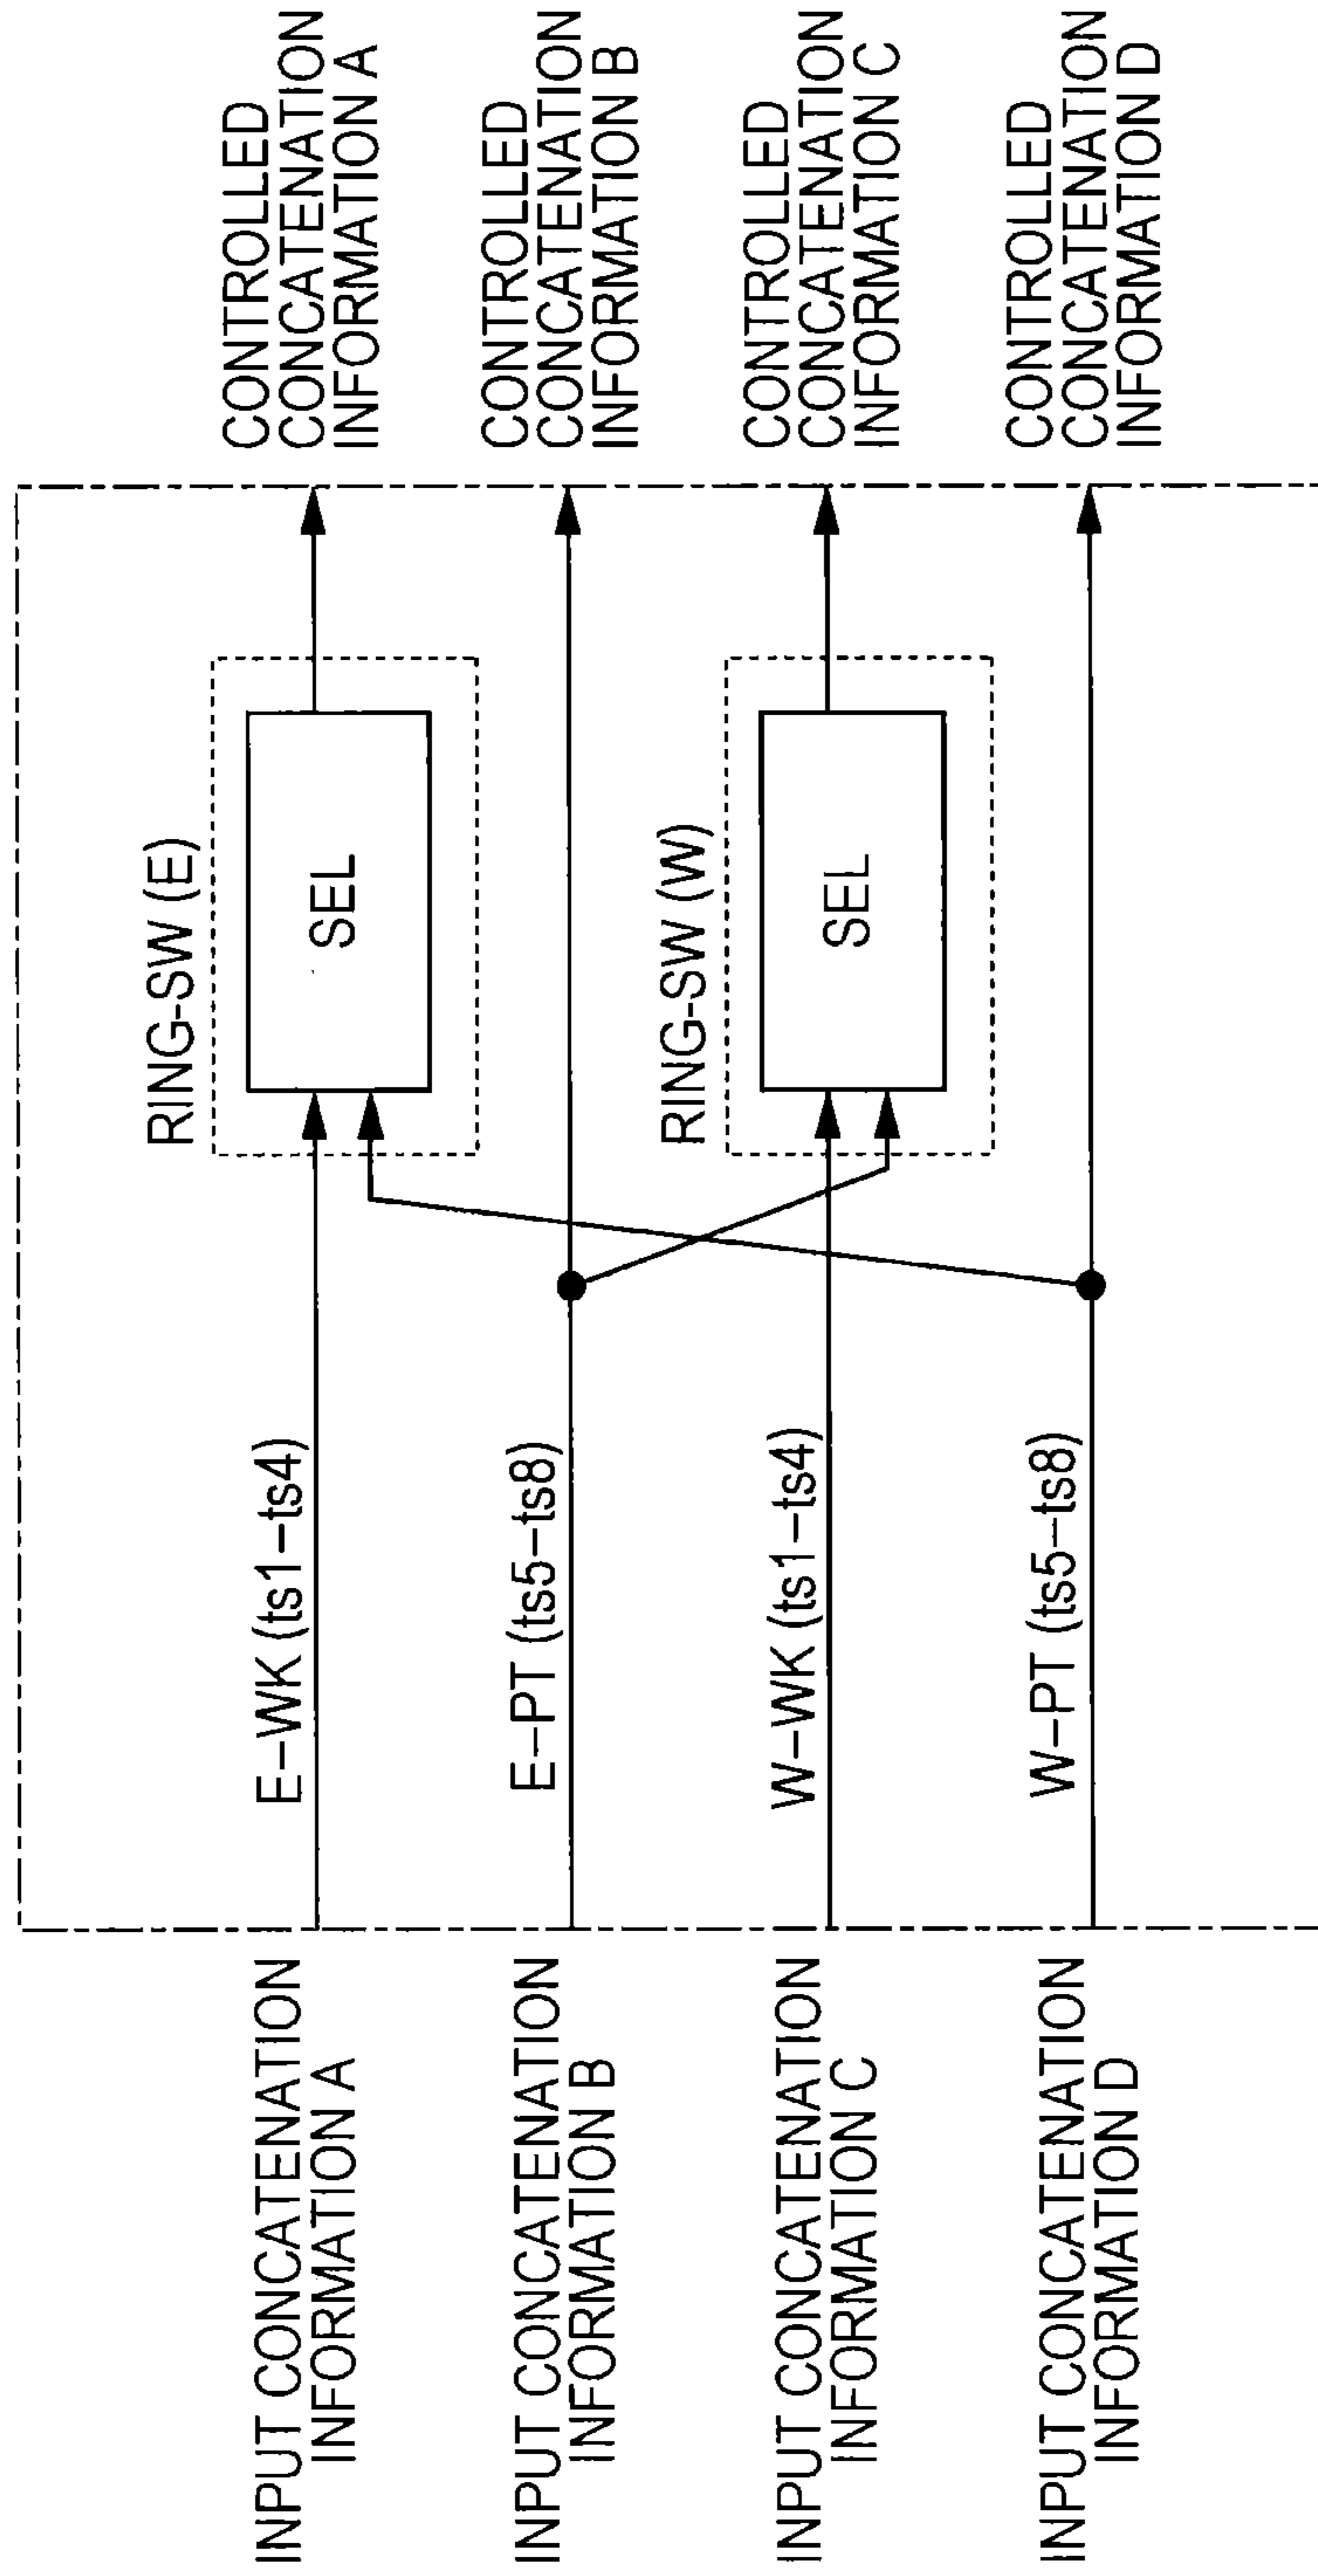 INPUT CONCATENATION
INFORMATION A
E-WK (ts1-ts4)
RING-SW (E)
SEL
CONTROLLED
CONCATENATION
INFORMATION A
INPUT CONCATENATION
INFORMATION B
E-PT (ts5-ts8)
CONTROLLED
CONCATENATION
INFORMATION B
INPUT CONCATENATION
INFORMATION C
W-WK (ts1-ts4)
RING-SW (W)
SEL
CONTROLLED
CONCATENATION
INFORMATION C
INPUT CONCATENATION
INFORMATION D
W-PT (ts5-ts8)
CONTROLLED
CONCATENATION
INFORMATION D